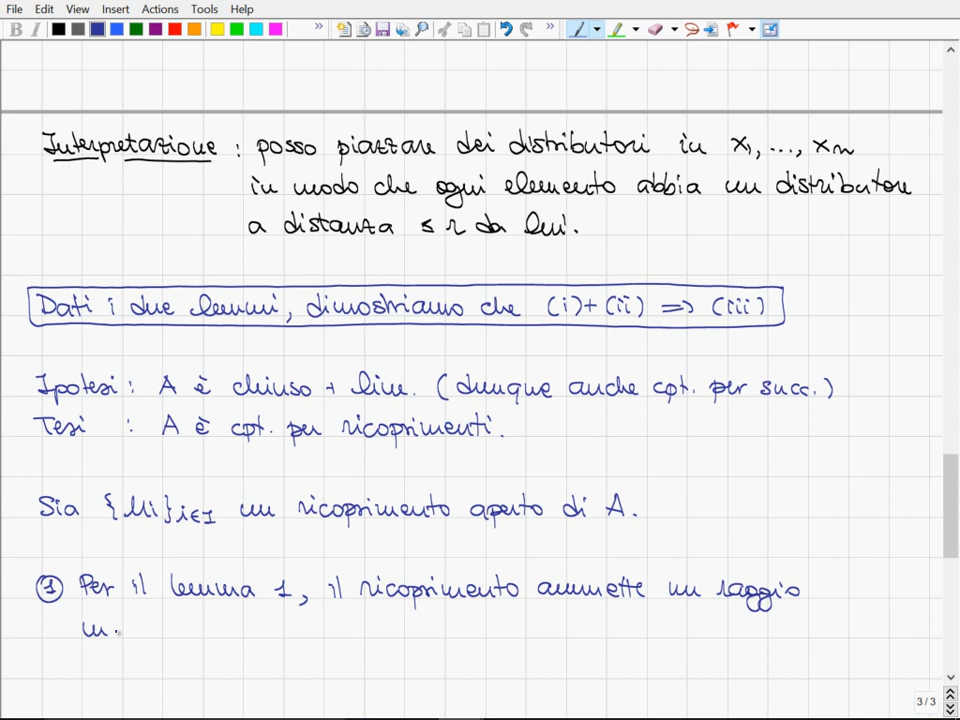 File Edit View Insert Actions Tools Help
B I
Interpretazione : posso piazzare dei distributori in x₁, ..., xₙ
in modo che ogni elemento abbia un distributore
a distanza ≤ r da lui.
Dati i due lemmi, dimostriamo che (i)+(ii) => (iii)
Ipotesi : A è chiuso + lim. (dunque anche cpt. per succ.)
Tesi : A è cpt. per ricoprimenti.
Sia {Ui}i∈I un ricoprimento aperto di A.
① Per il lemma 1, il ricoprimento ammette un raggio
3 / 3